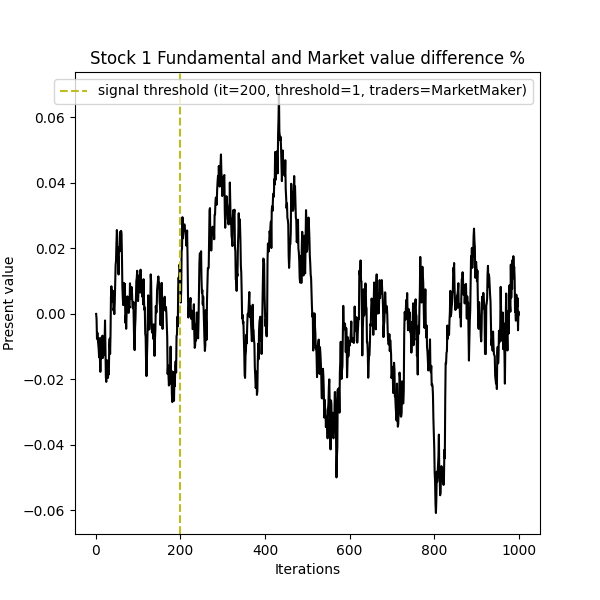 Stock 1 Fundamental and Market value difference %
signal threshold (it=200, threshold=1, traders=MarketMaker)
0.06
0.04
0.02
0.00
−0.02
−0.04
−0.06
Present value
0 200 400 600 800 1000
Iterations